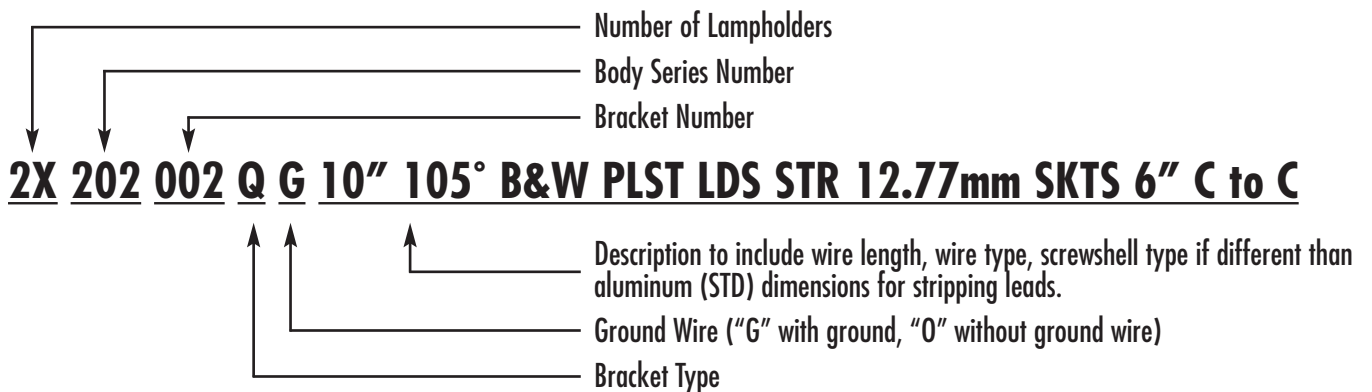 Number of Lampholders
Body Series Number
Bracket Number
2X 202 002 Q G 10” 105° B&W PLST LDS STR 12.77mm SKTS 6” C to C
Description to include wire length, wire type, screwshell type if different than
aluminum (STD) dimensions for stripping leads.
Ground Wire (“G” with ground, “O” without ground wire)
Bracket Type